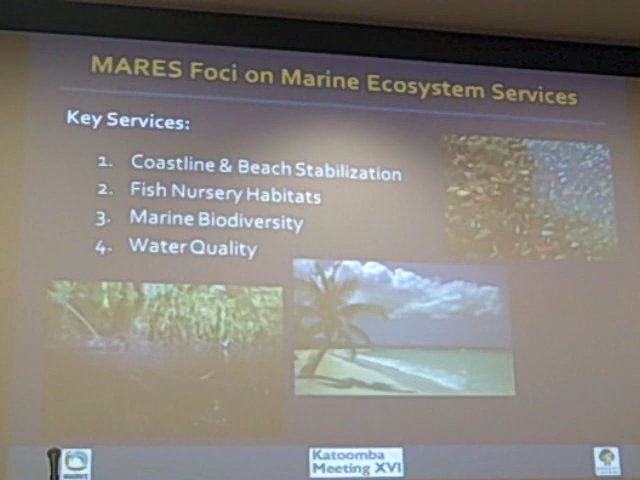 MARES Foci on Marine Ecosystem Services
Key Services:
1. Coastline & Beach Stabilization
2. Fish Nursery Habitats
3. Marine Biodiversity
4. Water Quality
Katoomba
Meeting XVI